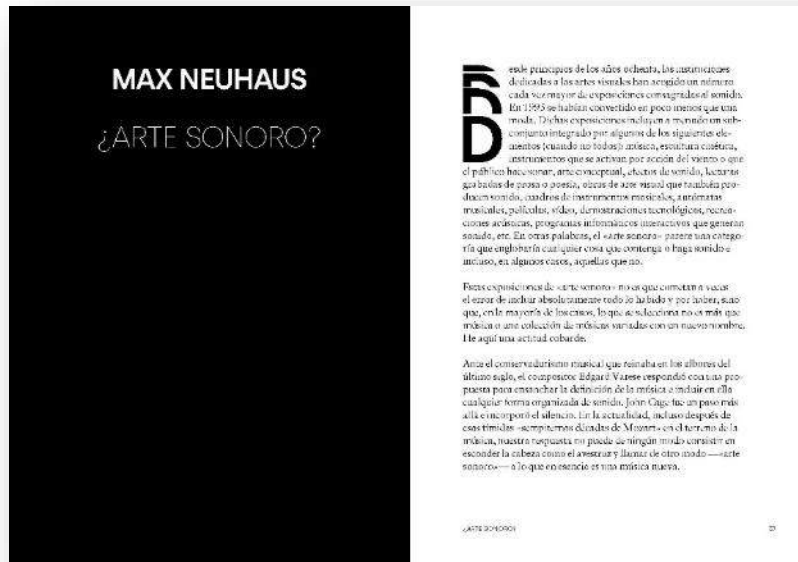 MAX NEUHAUS
¿ARTE SONORO?
Desde principios de los años ochenta, las instituciones
dedicadas a las artes visuales han acogido un número
cada vez mayor de exposiciones consagradas al sonido.
En 1995 se habían convertido en poco menos que una
moda. Dichas exposiciones incluyen a menudo un sub-
conjunto integrado por algunos de los siguientes ele-
mentos (cuando no todos): música, escultura cinética,
instrumentos que se activan por acción del viento o que
el público hace sonar, arte conceptual, efectos de sonido, lecturas
grabadas de prosa o poesía, obras de arte visual que también pro-
ducen sonido, cuadros de instrumentos musicales, autómatas
musicales, películas, vídeo, demostraciones tecnológicas, recrea-
ciones acústicas, programas informáticos interactivos que generan
sonido, etc. En otras palabras, el «arte sonoro» parece una catego-
ría que englobaría cualquier cosa que contenga o haga sonido e
incluso, en algunos casos, aquellas que no.
Estas exposiciones de «arte sonoro» no es que cometan a veces
el error de incluir absolutamente todo lo habido y por haber, sino
que, en la mayoría de los casos, lo que se selecciona no es más que
música o una colección de músicas variadas con un nuevo nombre.
He aquí una actitud cobarde.
Ante el conservadurismo musical que reinaba en los albores del
último siglo, el compositor Edgard Varese respondió con una pro-
puesta para ensanchar la definición de la música e incluir en ella
cualquier forma organizada de sonido. John Cage fue un paso más
allá e incorporó el silencio. En la actualidad, incluso después de
esas tímidas «sempiternas décadas de Mozart» en el terreno de la
música, nuestra respuesta no puede de ningún modo consistir en
esconder la cabeza como el avestruz y llamar de otro modo —«arte
sonoro»— a lo que en esencia es una música nueva.
¿ARTE SONORO?